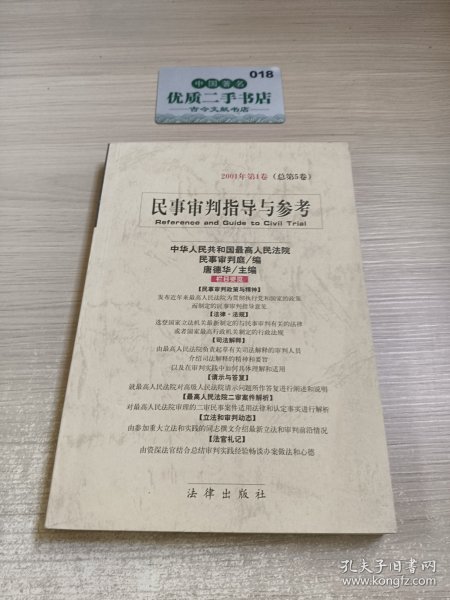 018
中国著名
优质二手书店
古今文献书店
2001年第1卷（总第5卷）
民事审判指导与参考
Reference and Guide to Civil Trial
中华人民共和国最高人民法院
民事审判庭/编
唐德华/主编
栏目提览
【民事审判政策与精神】
发布近年来最高人民法院为贯彻执行党和国家的政策
而制定的民事审判指导意见
【法律·法规】
选登国家立法机关最新制定的与民事审判有关的法律
或者国家最高行政机关制定的行政法规
【司法解释】
由最高人民法院负责起草有关司法解释的审判人员
介绍司法解释的精神和要旨
以及在审判实践中如何具体理解和适用
【请示与答复】
就最高人民法院对高级人民法院请示问题所作答复进行阐述和说明
【最高人民法院二审案件解析】
对最高人民法院审理的二审民事案件适用法律和认定事实进行解析
【立法和审判动态】
由参加重大立法和实践的同志撰文介绍最新立法和审判前沿情况
【法官札记】
由资深法官结合总结审判实践经验畅谈办案做法和心德
法律出版社
孔夫子旧书网
www.kongfz.com